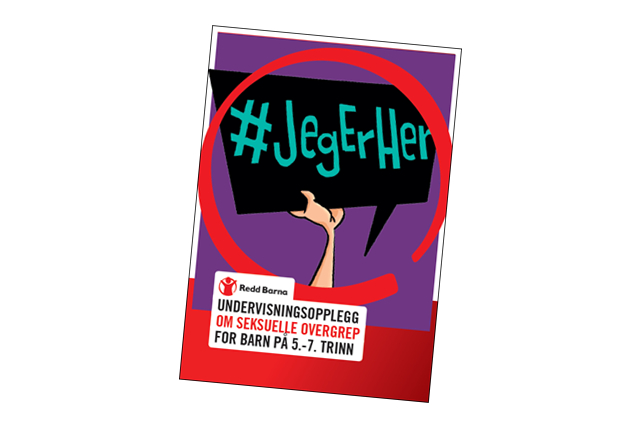 #JegErHer
Redd Barna
UNDERVISNINGSOPPLEGG
OM SEKSUELLE OVERGREP
FOR BARN PÅ 5.-7. TRINN